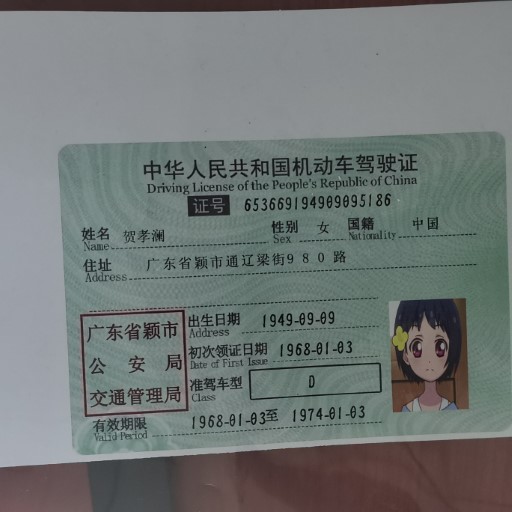 中华人民共和国机动车驾驶证
Driving License of the People's Republic of China
证号 653669194909095186
姓名 贺孝澜 性别 女 国籍 中国
Name Sex Nationality
住址 广东省颖市通辽梁街980路
Address
广东省颖市
公安局
交通管理局
出生日期 1949-09-09
Address
初次领证日期 1968-01-03
Date of First Issue
准驾车型 D
Class
有效期限 1968-01-03至 1974-01-03
Valid Period